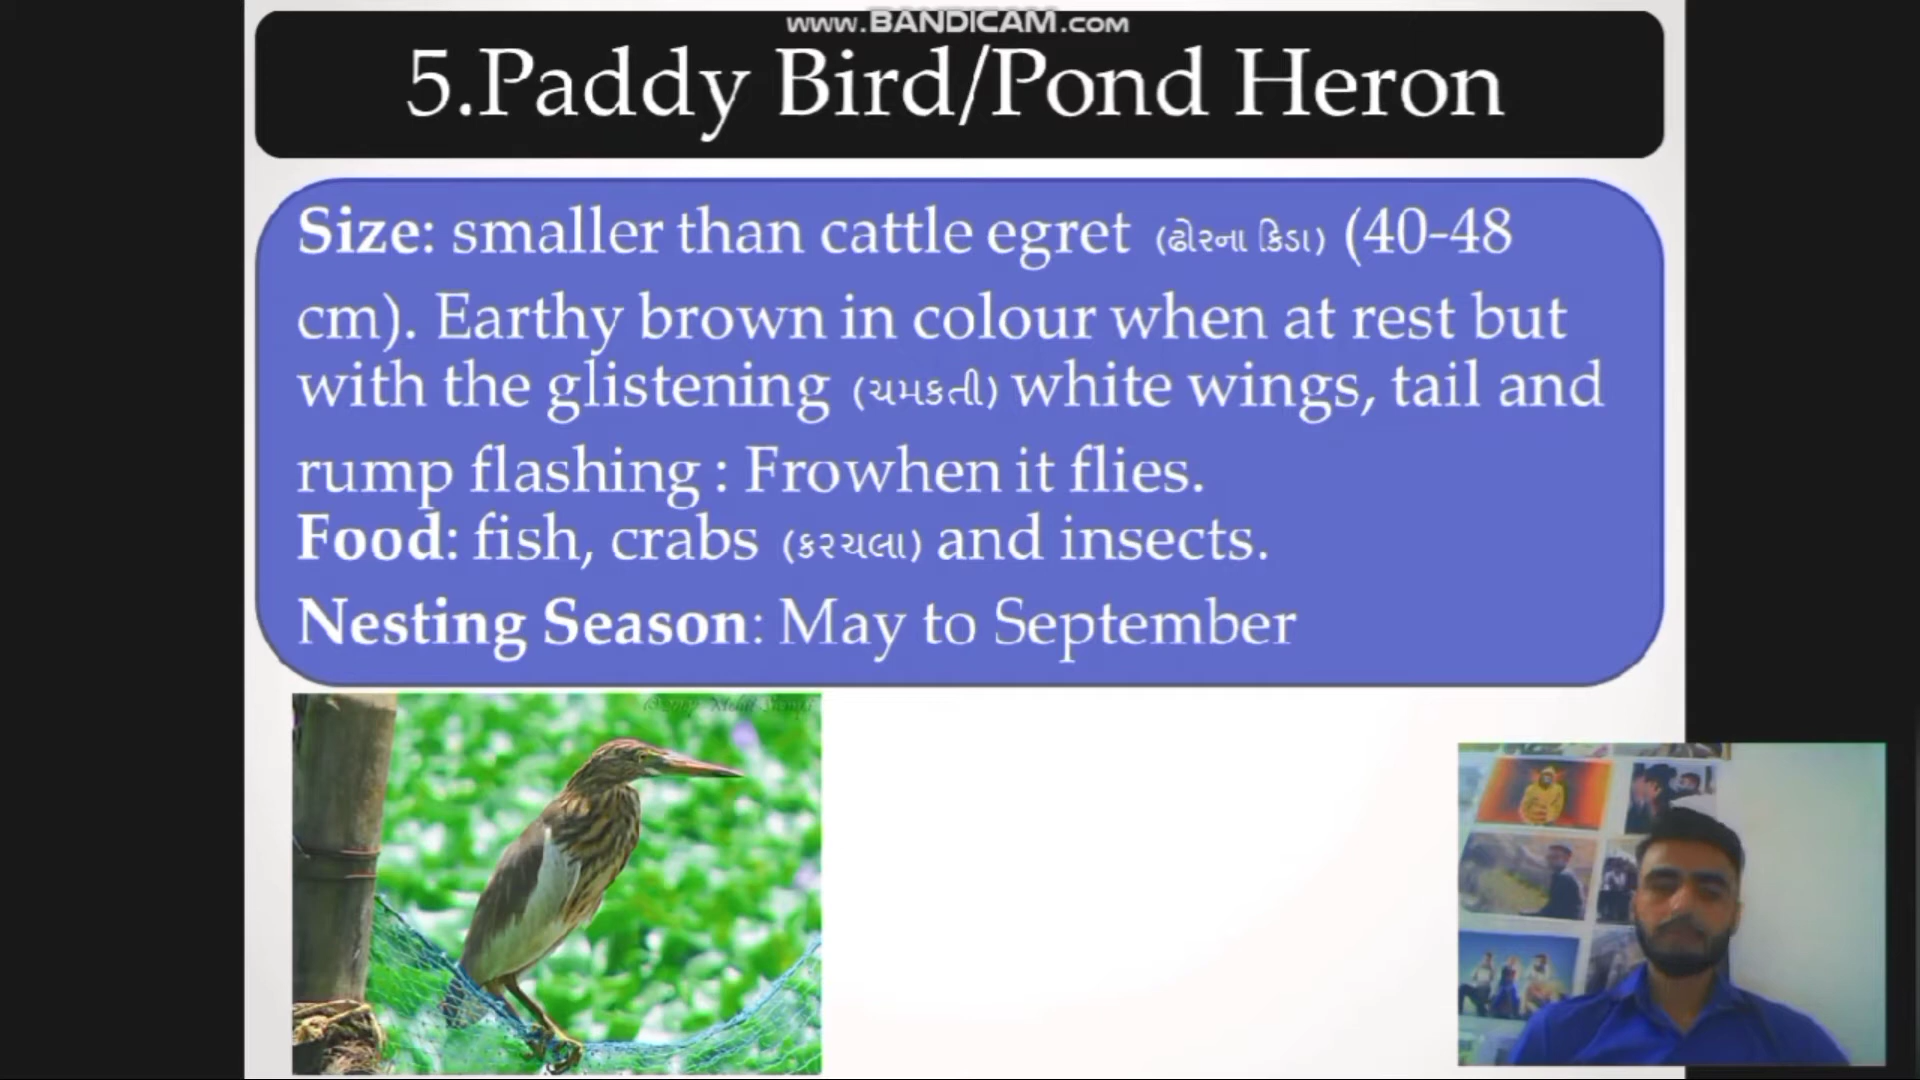 www.BANDICAM.com
5.Paddy Bird/Pond Heron
Size: smaller than cattle egret (ઢોરના કિડા) (40-48
cm). Earthy brown in colour when at rest but
with the glistening (ચમકતી) white wings, tail and
rump flashing : Frowhen it flies.
Food: fish, crabs (કરચલા) and insects.
Nesting Season: May to September